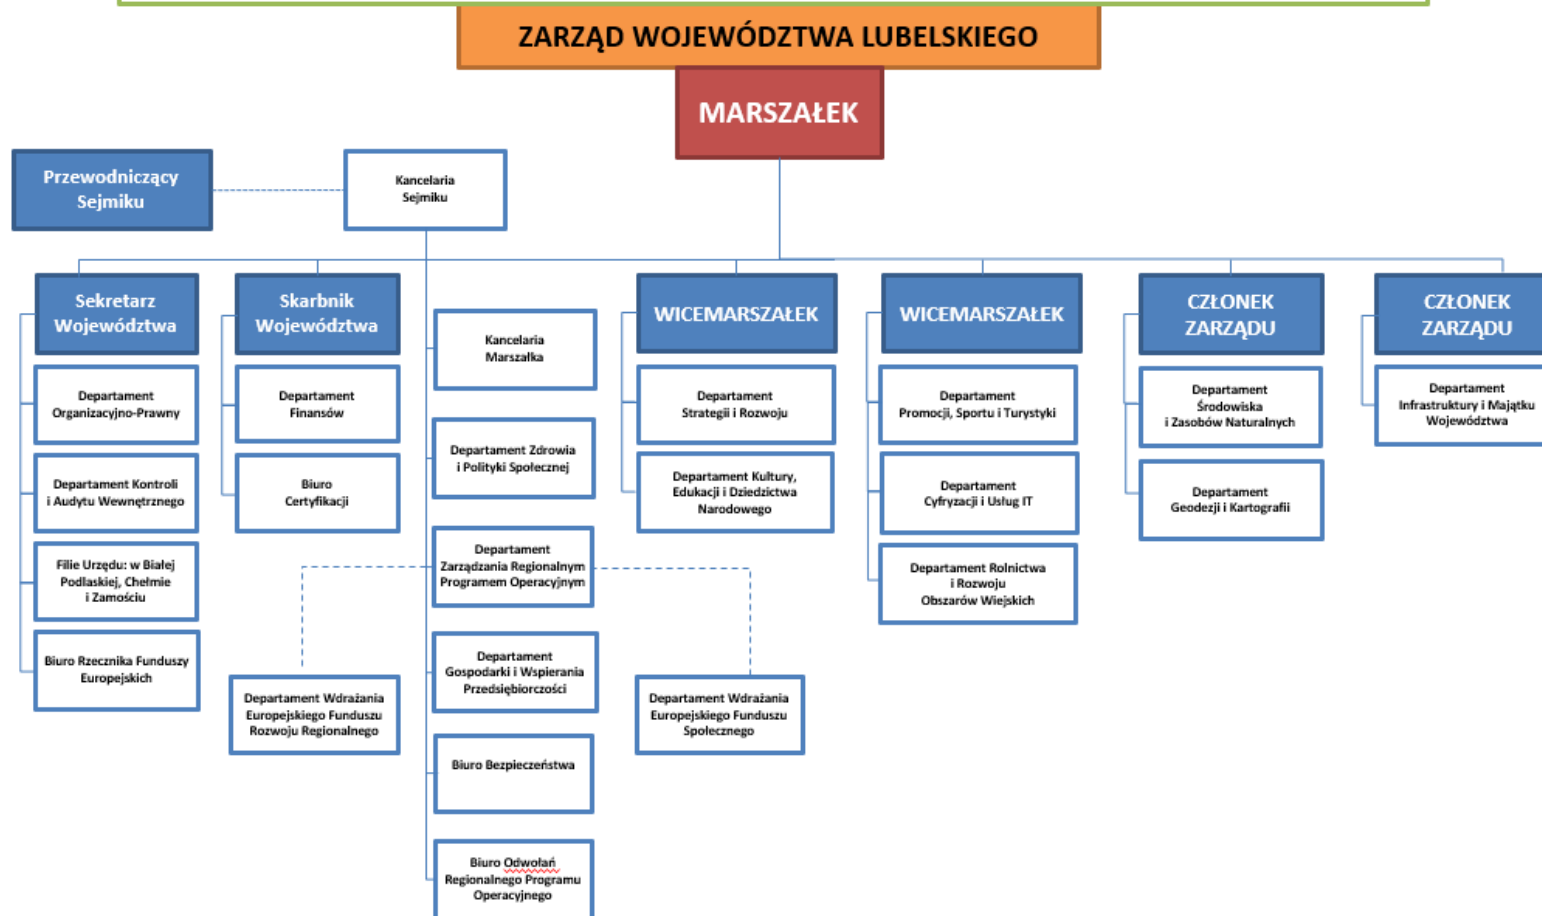 ZARZĄD WOJEWÓDZTWA LUBELSKIEGO
MARSZAŁEK
Przewodniczący
Sejmiku
Kancelaria
Sejmiku
Sekretarz
Województwa
Departament
Organizacyjno-Prawny
Departament Kontroli
i Audytu Wewnętrznego
Filie Urzędu: w Białej
Podlaskiej, Chełmie
i Zamościu
Biuro Rzecznika Funduszy
Europejskich
Skarbnik
Województwa
Departament
Finansów
Biuro
Certyfikacji
Kancelaria
Marszałka
Departament Zdrowia
i Polityki Społecznej
Departament
Zarządzania Regionalnym
Programem Operacyjnym
Departament Wdrażania
Europejskiego Funduszu
Rozwoju Regionalnego
Departament Wdrażania
Europejskiego Funduszu
Społecznego
Departament
Gospodarki i Wspierania
Przedsiębiorczości
Biuro Bezpieczeństwa
Biuro Odwołań
Regionalnego Programu
Operacyjnego
WICEMARSZAŁEK
Departament
Strategii i Rozwoju
Departament Kultury,
Edukacji i Dziedzictwa
Narodowego
WICEMARSZAŁEK
Departament
Promocji, Sportu i Turystyki
Departament
Cyfryzacji i Usług IT
Departament Rolnictwa
i Rozwoju
Obszarów Wiejskich
CZŁONEK
ZARZĄDU
Departament
Środowiska
i Zasobów Naturalnych
Departament
Geodezji i Kartografii
CZŁONEK
ZARZĄDU
Departament
Infrastruktury i Majątku
Województwa